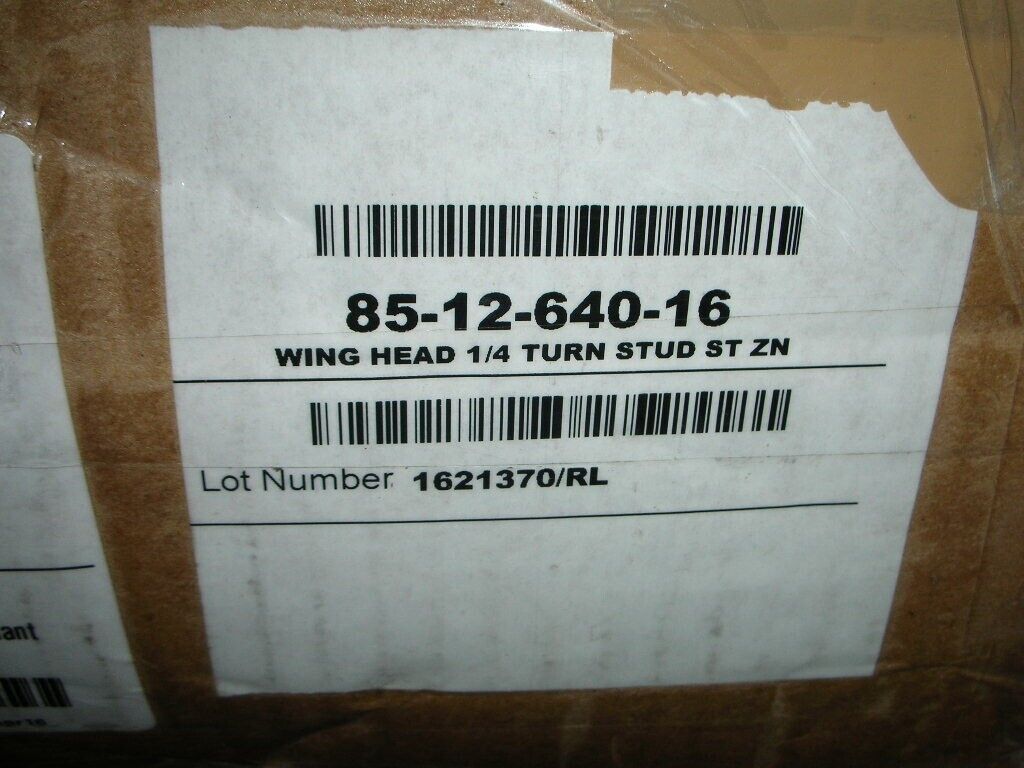 85-12-640-16
WING HEAD 1/4 TURN STUD ST ZN
Lot Number 1621370/RL